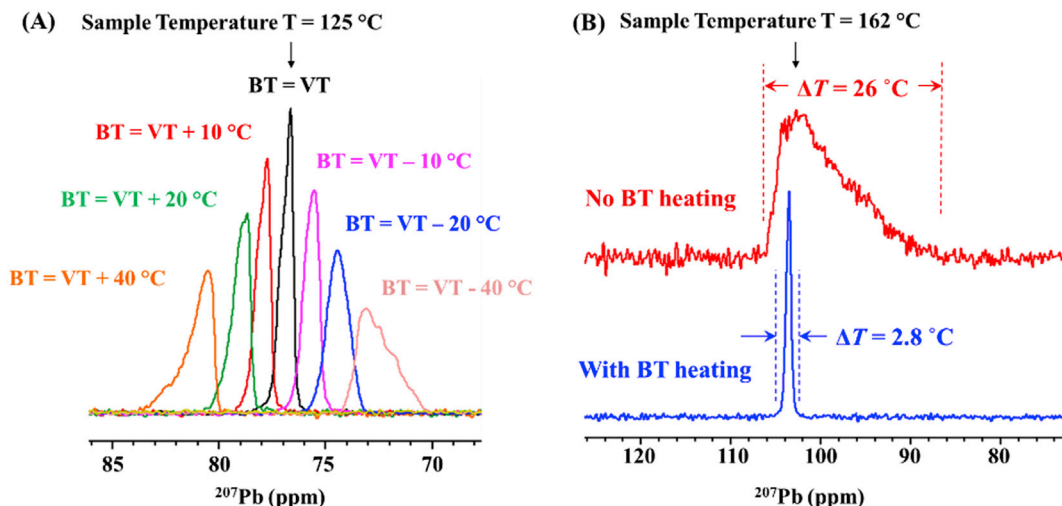 (A) Sample Temperature T = 125 °C
BT = VT
BT = VT + 10 °C
BT = VT – 10 °C
BT = VT + 20 °C
BT = VT – 20 °C
BT = VT + 40 °C
BT = VT - 40 °C
85 80 75 70
²⁰⁷Pb (ppm)
(B) Sample Temperature T = 162 °C
ΔT = 26 °C
No BT heating
ΔT = 2.8 °C
With BT heating
120 100 80
²⁰⁷Pb (ppm)